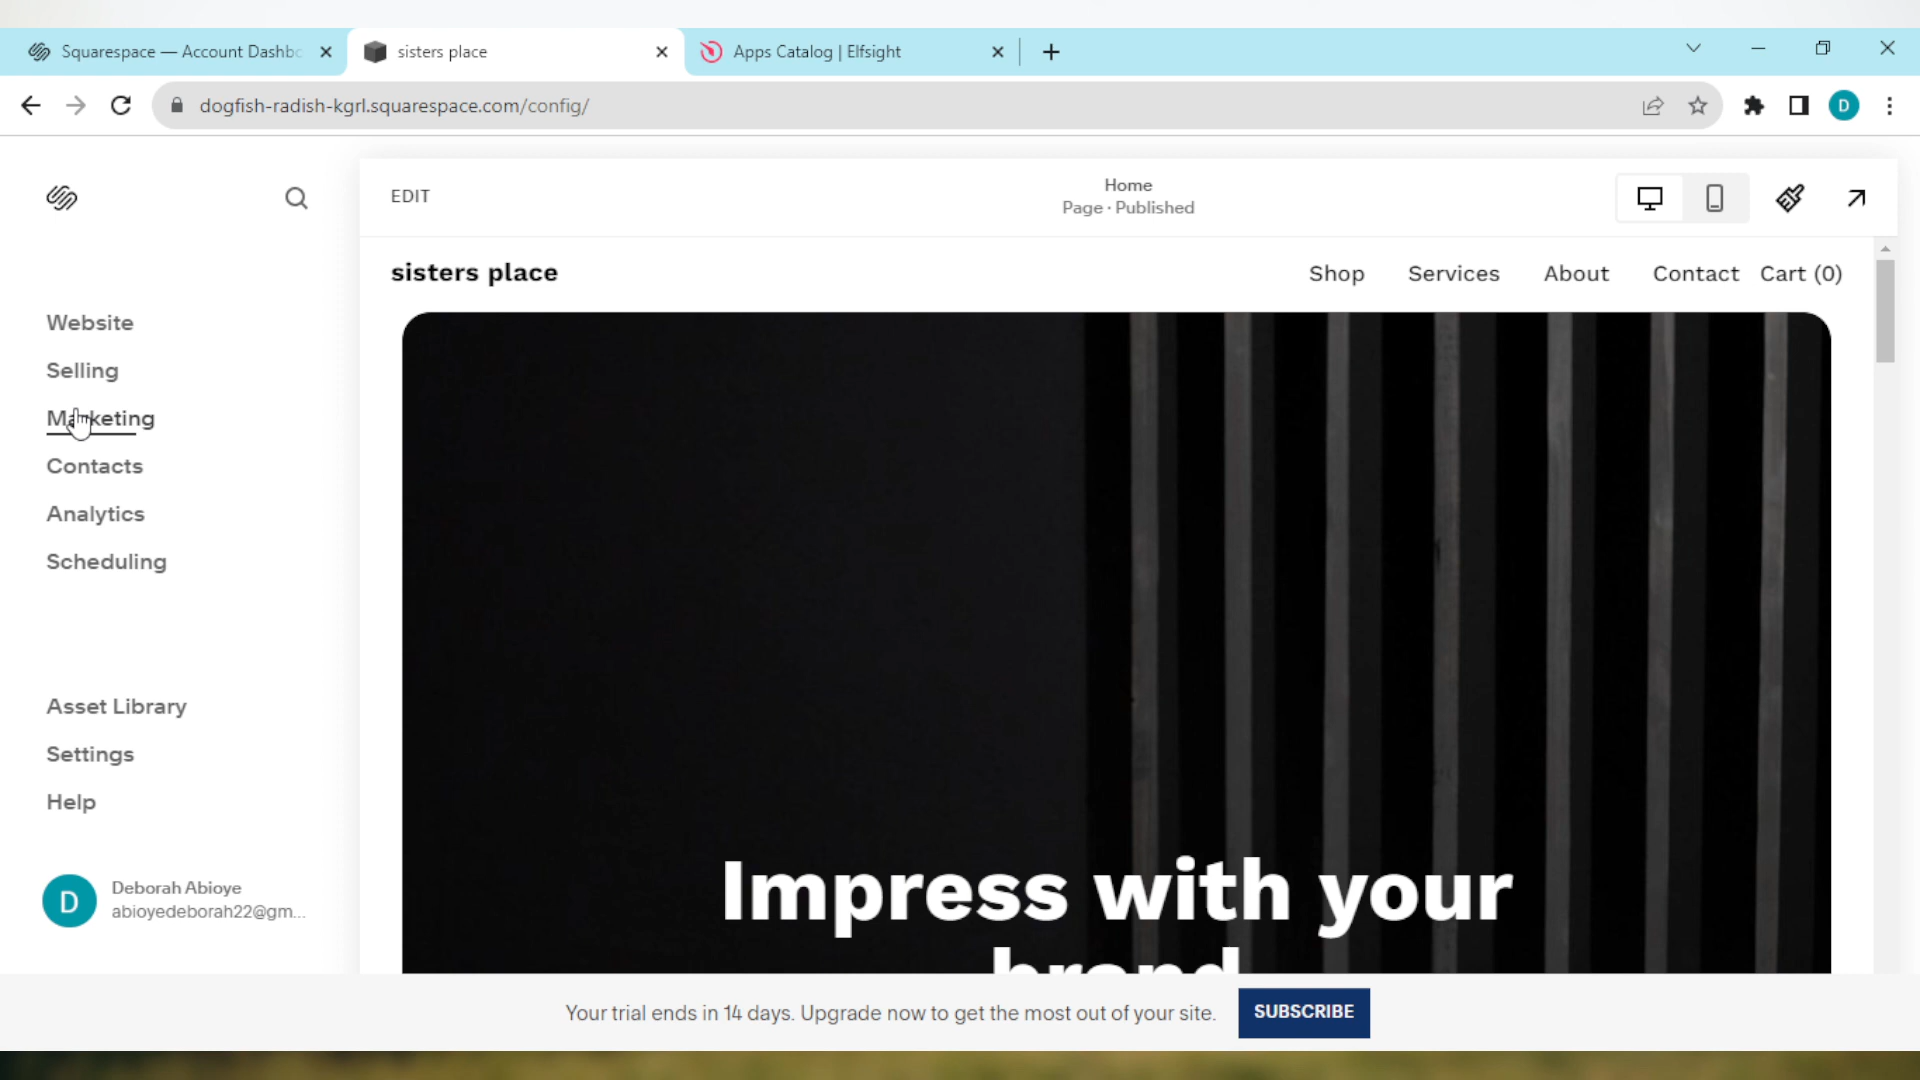 Squarespace — Account Dashbo
sisters place
Apps Catalog | Elfsight
dogfish-radish-kgrl.squarespace.com/config/
D
EDIT
Home
Page · Published
sisters place
Shop
Services
About
Contact
Cart (0)
Website
Selling
Marketing
Contacts
Analytics
Scheduling
Asset Library
Settings
Help
D
Deborah Abioye
abioyedeborah22@gm...
Impress with your
brand
Your trial ends in 14 days. Upgrade now to get the most out of your site.
SUBSCRIBE